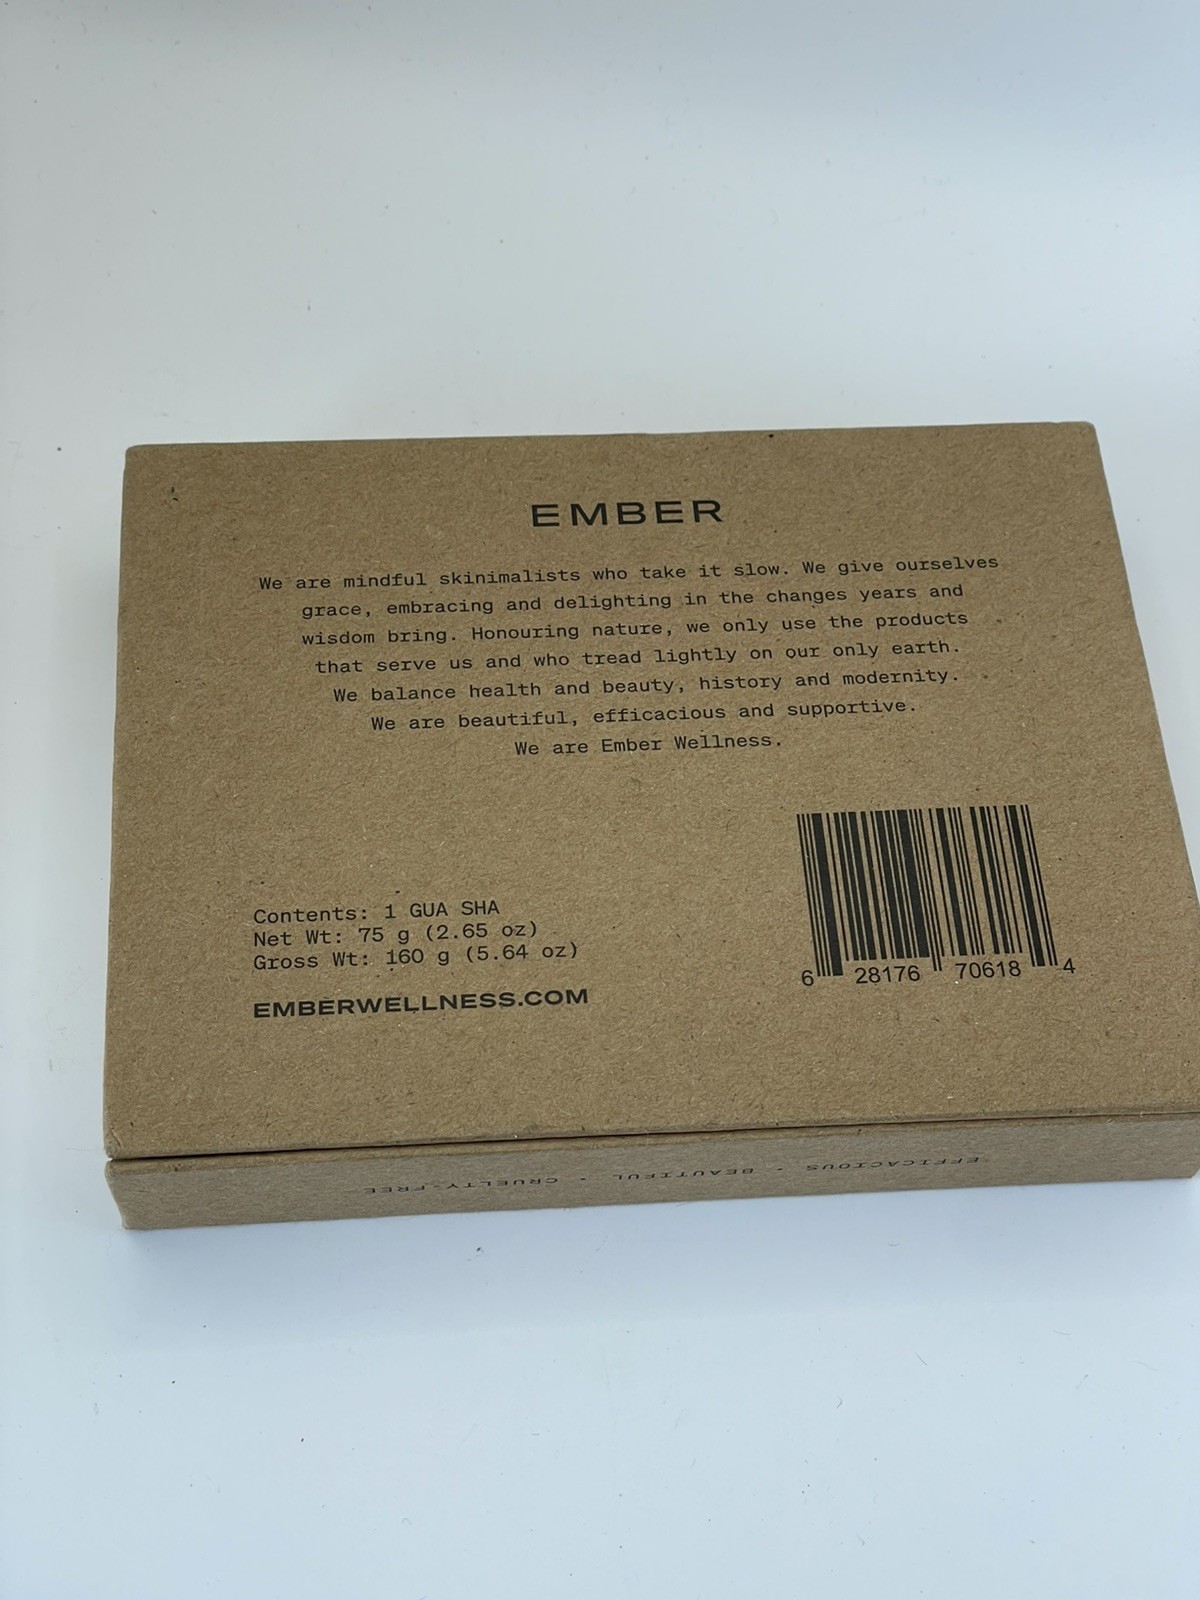 EMBER
We are mindful skinimalists who take it slow. We give ourselves
grace, embracing and delighting in the changes years and
wisdom bring. Honouring nature, we only use the products
that serve us and who tread lightly on our only earth.
We balance health and beauty, history and modernity.
We are beautiful, efficacious and supportive.
We are Ember Wellness.
Contents: 1 GUA SHA
Net Wt: 75 g (2.65 oz)
Gross Wt: 160 g (5.64 oz)
EMBERWELLNESS.COM
6 28176 70618 4
EFFICACIOUS · BEAUTIFUL · CRUELTY-FREE